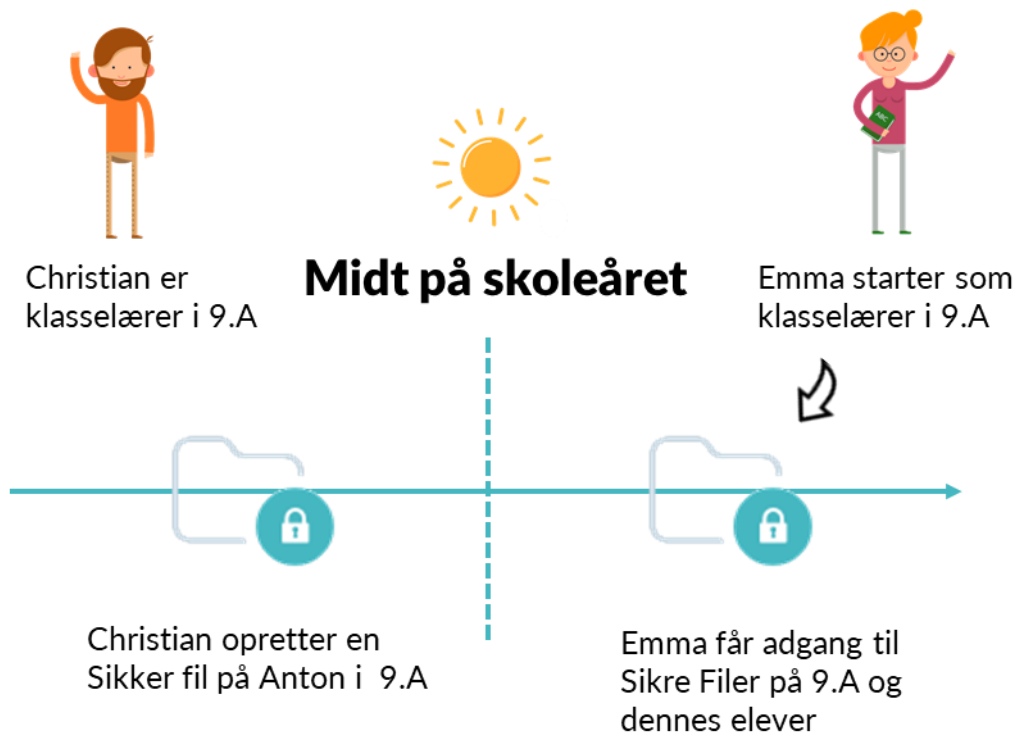 Christian er
klasselærer i 9.A
Midt på skoleåret
Emma starter som
klasselærer i 9.A
ABC
Christian opretter en
Sikker fil på Anton i  9.A
Emma får adgang til
Sikre Filer på 9.A og
dennes elever